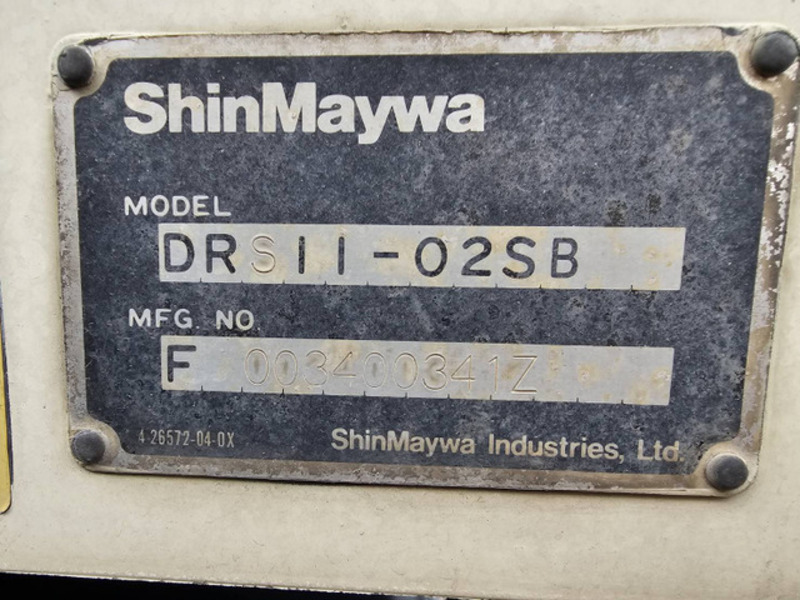 ShinMaywa
MODEL
DRS11-02SB
MFG. NO
F 003400341Z
4-26572-04-0X
ShinMaywa Industries, Ltd.